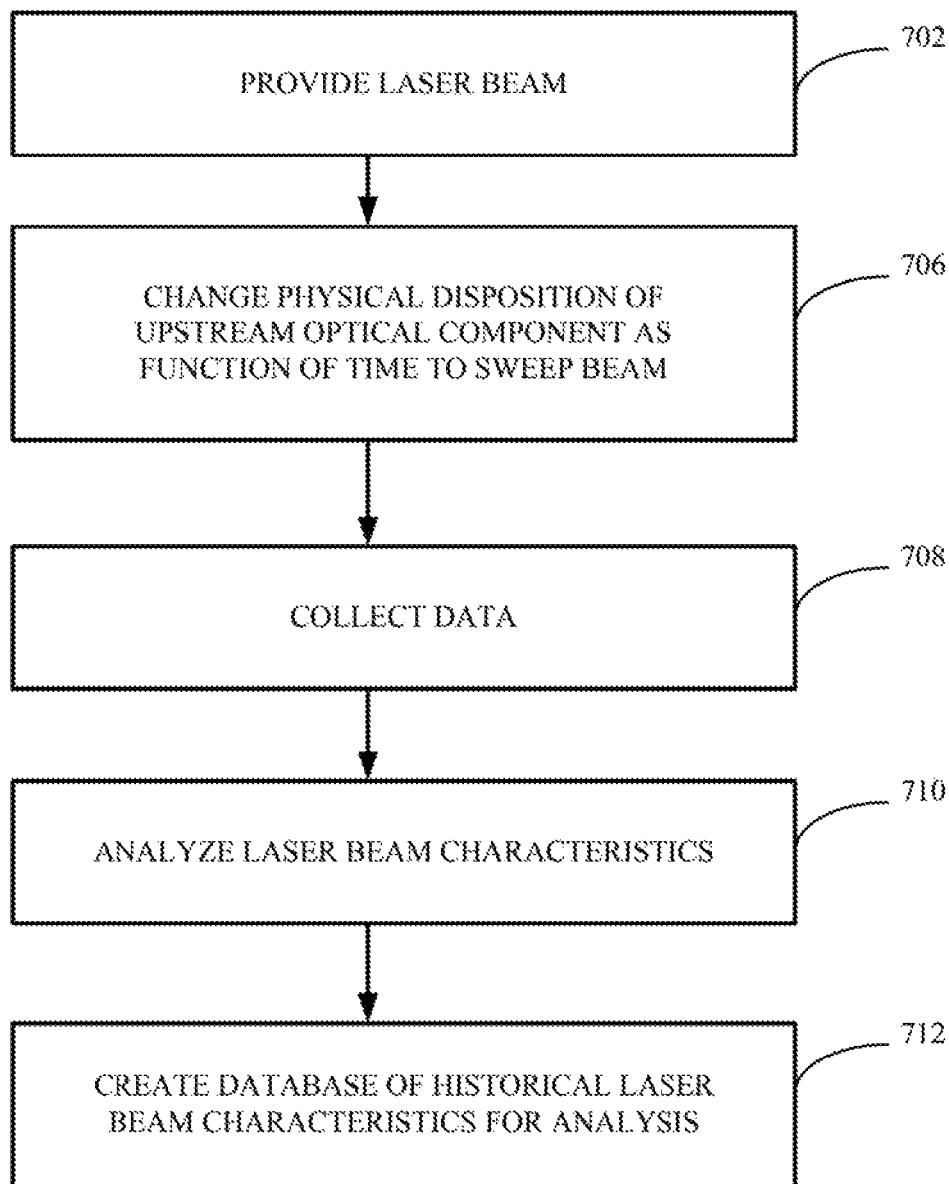 702
PROVIDE LASER BEAM
706
CHANGE PHYSICAL DISPOSITION OF
UPSTREAM OPTICAL COMPONENT AS
FUNCTION OF TIME TO SWEEP BEAM
708
COLLECT DATA
710
ANALYZE LASER BEAM CHARACTERISTICS
712
CREATE DATABASE OF HISTORICAL LASER
BEAM CHARACTERISTICS FOR ANALYSIS